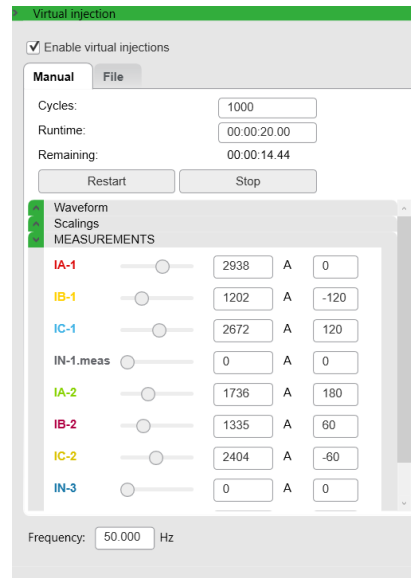 Virtual injection
Enable virtual injections
Manual File
Cycles: 1000
Runtime: 00:00:20.00
Remaining: 00:00:14.44
Restart Stop
Waveform
Scalings
MEASUREMENTS
IA-1 2938 A 0
IB-1 1202 A -120
IC-1 2672 A 120
IN-1.meas 0 A 0
IA-2 1736 A 180
IB-2 1335 A 60
IC-2 2404 A -60
IN-3 0 A 0
Frequency: 50.000 Hz